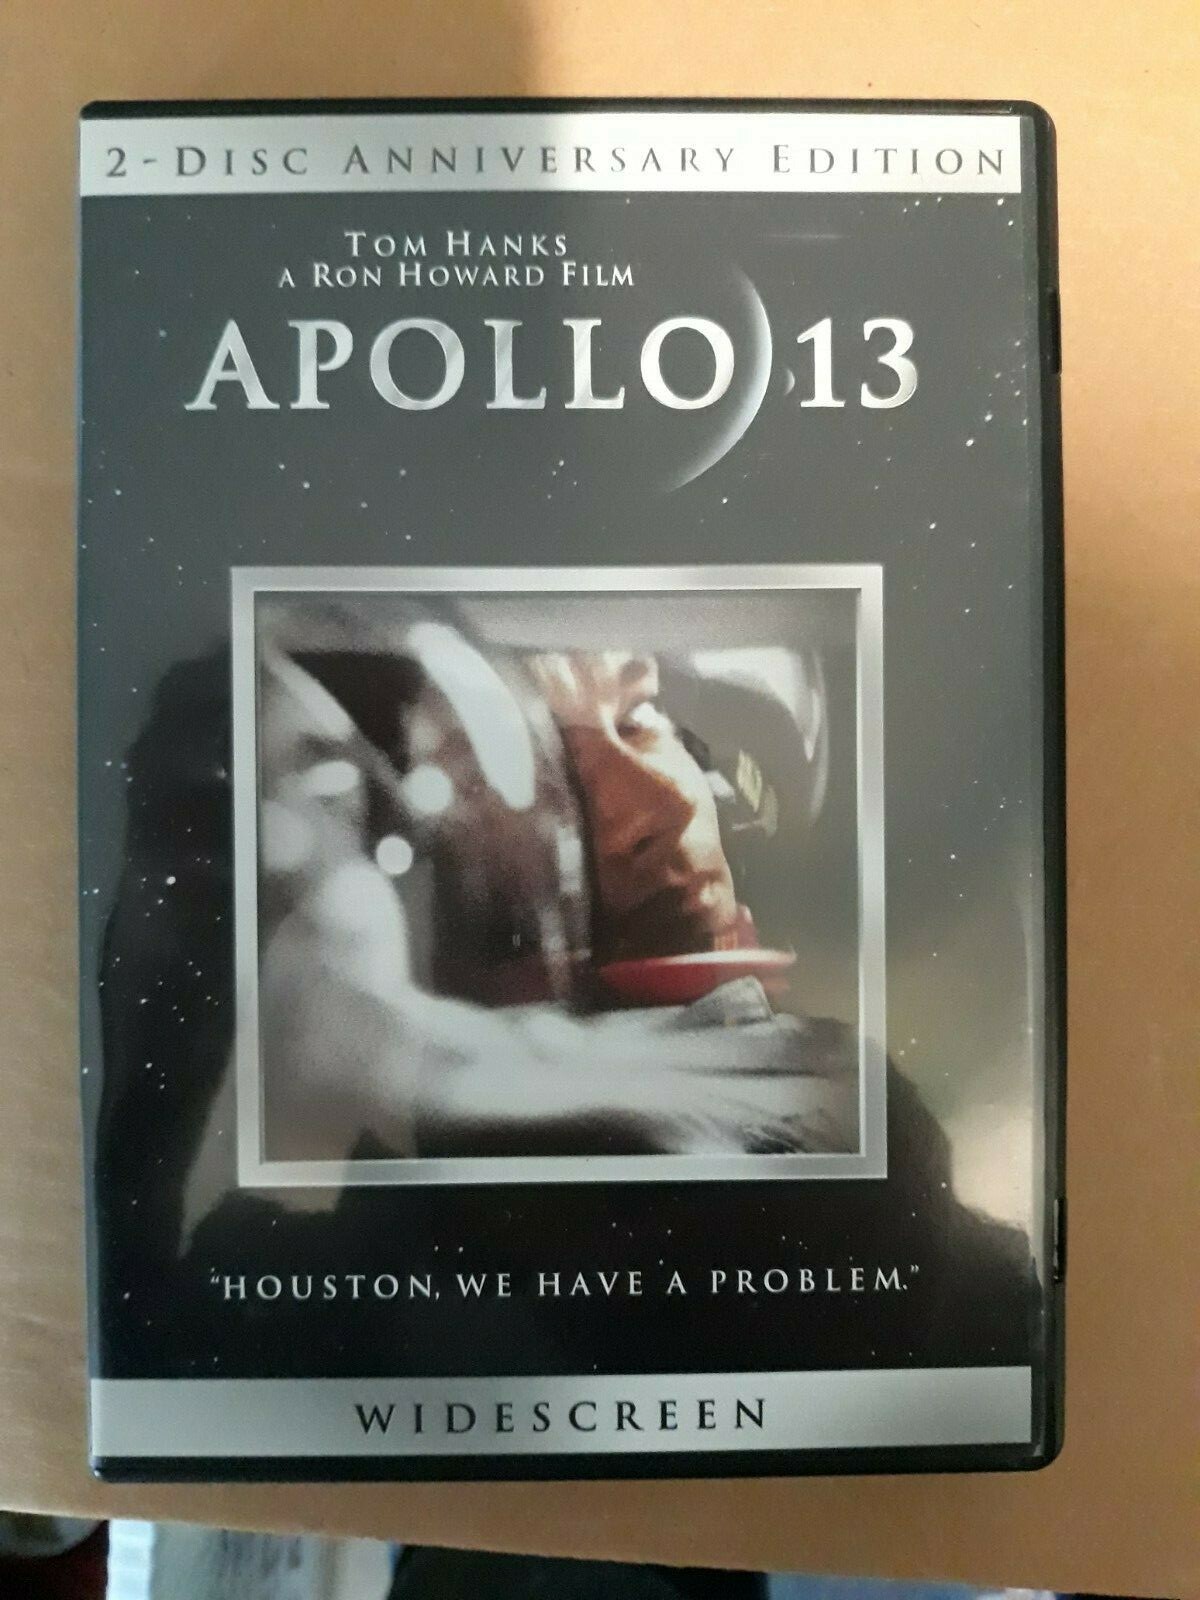 2-DISC ANNIVERSARY EDITION
TOM HANKS
A RON HOWARD FILM
APOLLO 13
"HOUSTON, WE HAVE A PROBLEM."
WIDESCREEN